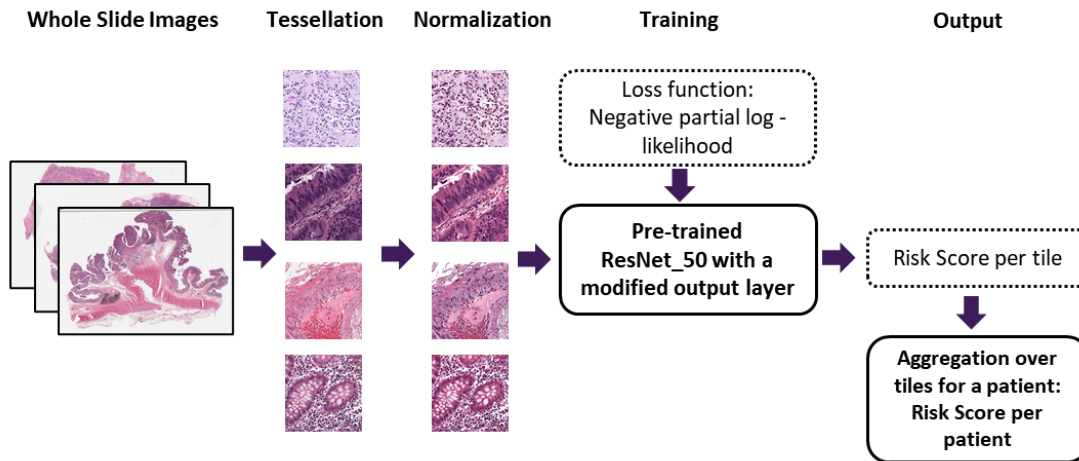 Whole Slide Images
Tessellation
Normalization
Training
Output
Loss function:
Negative partial log -
likelihood
Pre-trained
ResNet_50 with a
modified output layer
Risk Score per tile
Aggregation over
tiles for a patient:
Risk Score per
patient